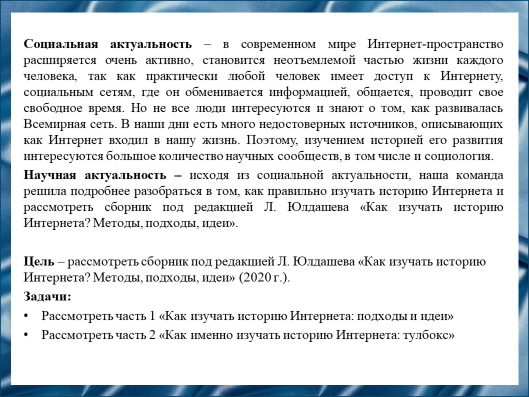 Социальная актуальность – в современном мире Интернет-пространство
расширяется очень активно, становится неотъемлемой частью жизни каждого
человека, так как практически любой человек имеет доступ к Интернету,
социальным сетям, где он обменивается информацией, общается, проводит свое
свободное время. Но не все люди интересуются и знают о том, как развивалась
Всемирная сеть. В наши дни есть много недостоверных источников, описывающих
как Интернет входил в нашу жизнь. Поэтому, изучением историей его развития
интересуются большое количество научных сообществ, в том числе и социология.
Научная актуальность – исходя из социальной актуальности, наша команда
решила подробнее разобраться в том, как правильно изучать историю Интернета и
рассмотреть сборник под редакцией Л. Юлдашева «Как изучать историю
Интернета? Методы, подходы, идеи».
Цель – рассмотреть сборник под редакцией Л. Юлдашева «Как изучать историю
Интернета? Методы, подходы, идеи» (2020 г.).
Задачи:
• Рассмотреть часть 1 «Как изучать историю Интернета: подходы и идеи»
• Рассмотреть часть 2 «Как именно изучать историю Интернета: тулбокс»